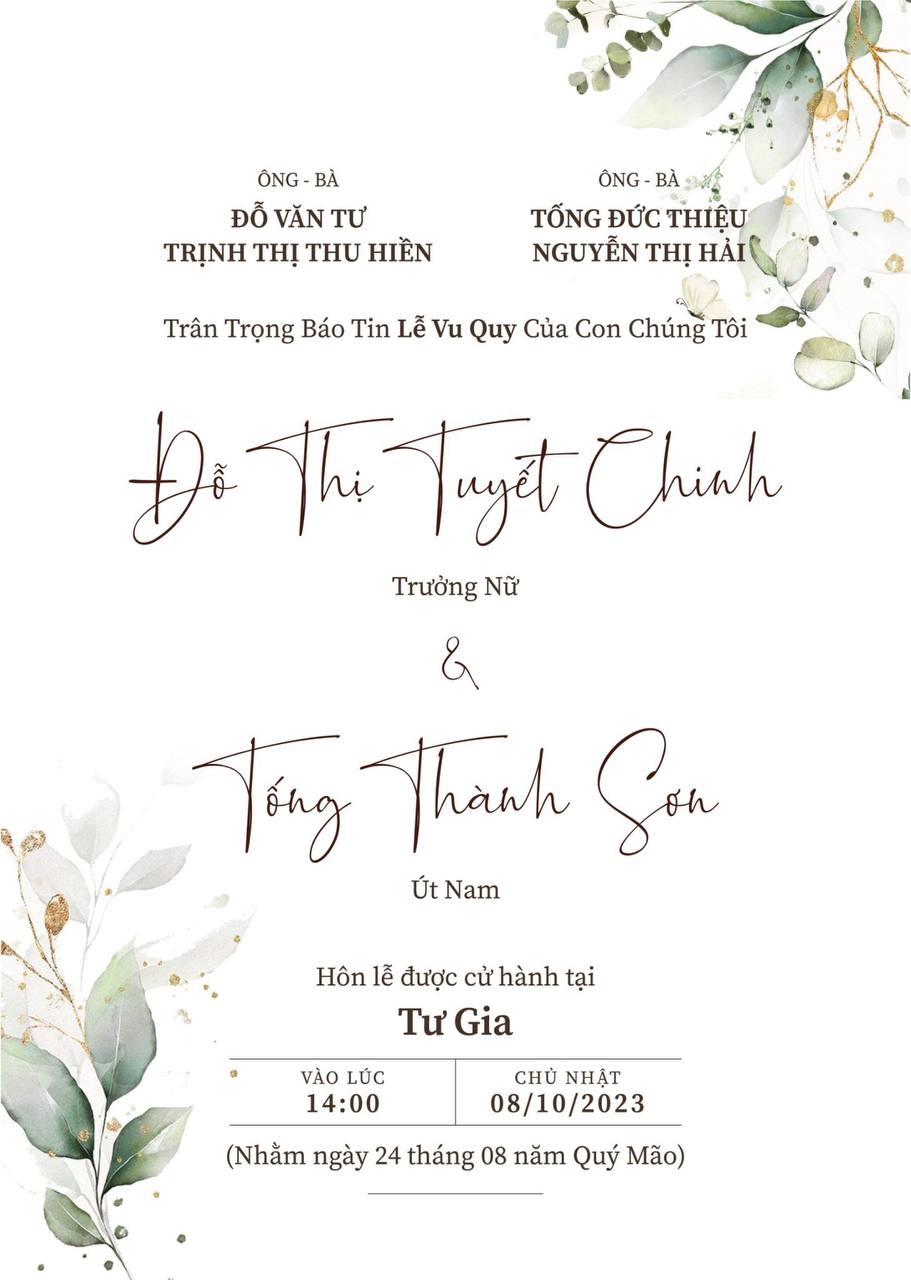 ÔNG - BÀ
ĐỖ VĂN TƯ
TRỊNH THỊ THU HIỀN
ÔNG - BÀ
TỐNG ĐỨC THIỆU
NGUYỄN THỊ HẢI
Trân Trọng Báo Tin Lễ Vu Quy Của Con Chúng Tôi
Đỗ Thị Tuyết Chinh
Trưởng Nữ
&
Tống Thành Sơn
Út Nam
Hôn lễ được cử hành tại
Tư Gia
VÀO LÚC
14:00
CHỦ NHẬT
08/10/2023
(Nhằm ngày 24 tháng 08 năm Quý Mão)